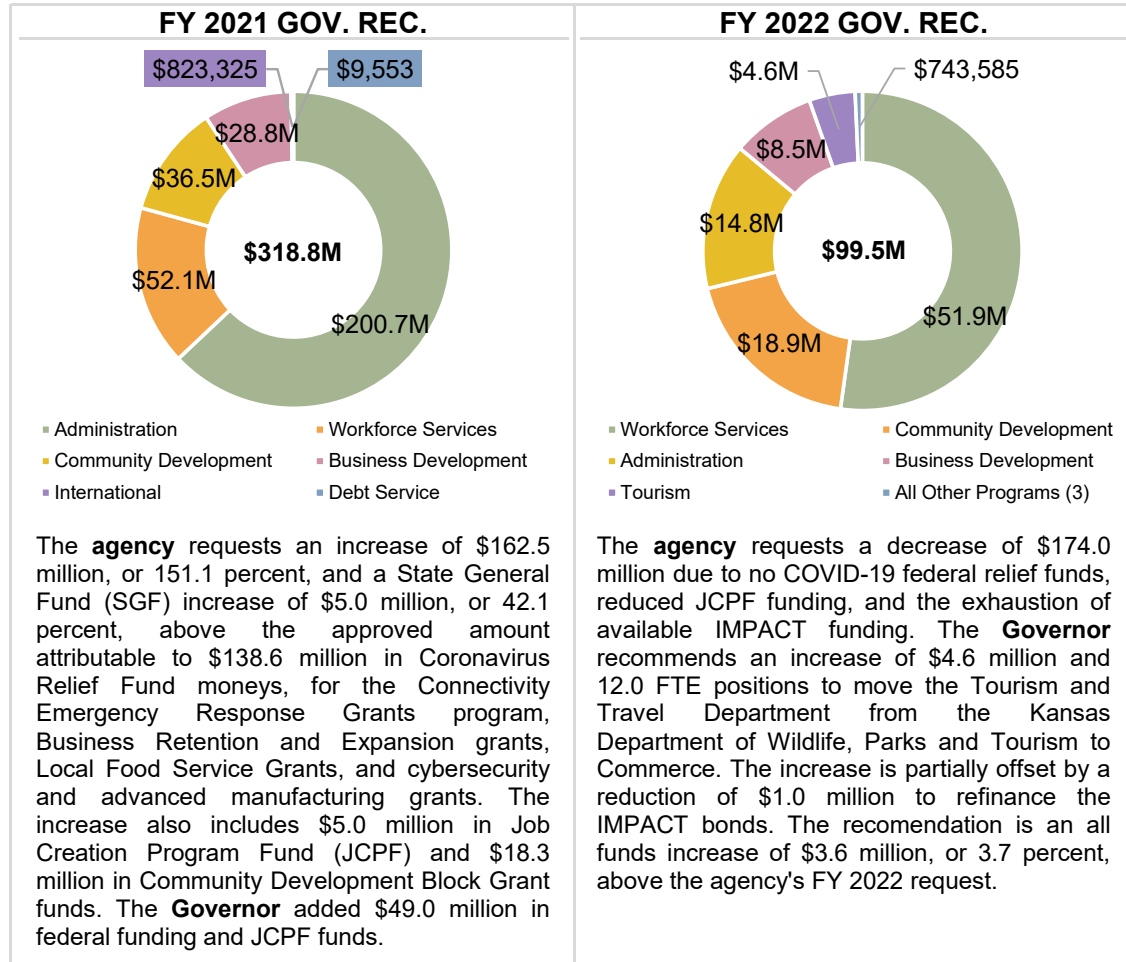 FY 2021 GOV. REC.
$823,325
$9,553
$28.8M
$36.5M
$52.1M
$318.8M
$200.7M
Administration
Workforce Services
Community Development
Business Development
International
Debt Service
The agency requests an increase of $162.5
million, or 151.1 percent, and a State General
Fund (SGF) increase of $5.0 million, or 42.1
percent, above the approved amount
attributable to $138.6 million in Coronavirus
Relief Fund moneys, for the Connectivity
Emergency Response Grants program,
Business Retention and Expansion grants,
Local Food Service Grants, and cybersecurity
and advanced manufacturing grants. The
increase also includes $5.0 million in Job
Creation Program Fund (JCPF) and $18.3
million in Community Development Block Grant
funds. The Governor added $49.0 million in
federal funding and JCPF funds.
FY 2022 GOV. REC.
$4.6M
$743,585
$8.5M
$14.8M
$99.5M
$51.9M
$18.9M
Workforce Services
Community Development
Administration
Business Development
Tourism
All Other Programs (3)
The agency requests a decrease of $174.0
million due to no COVID-19 federal relief funds,
reduced JCPF funding, and the exhaustion of
available IMPACT funding. The Governor
recommends an increase of $4.6 million and
12.0 FTE positions to move the Tourism and
Travel Department from the Kansas
Department of Wildlife, Parks and Tourism to
Commerce. The increase is partially offset by a
reduction of $1.0 million to refinance the
IMPACT bonds. The recomendation is an all
funds increase of $3.6 million, or 3.7 percent,
above the agency's FY 2022 request.